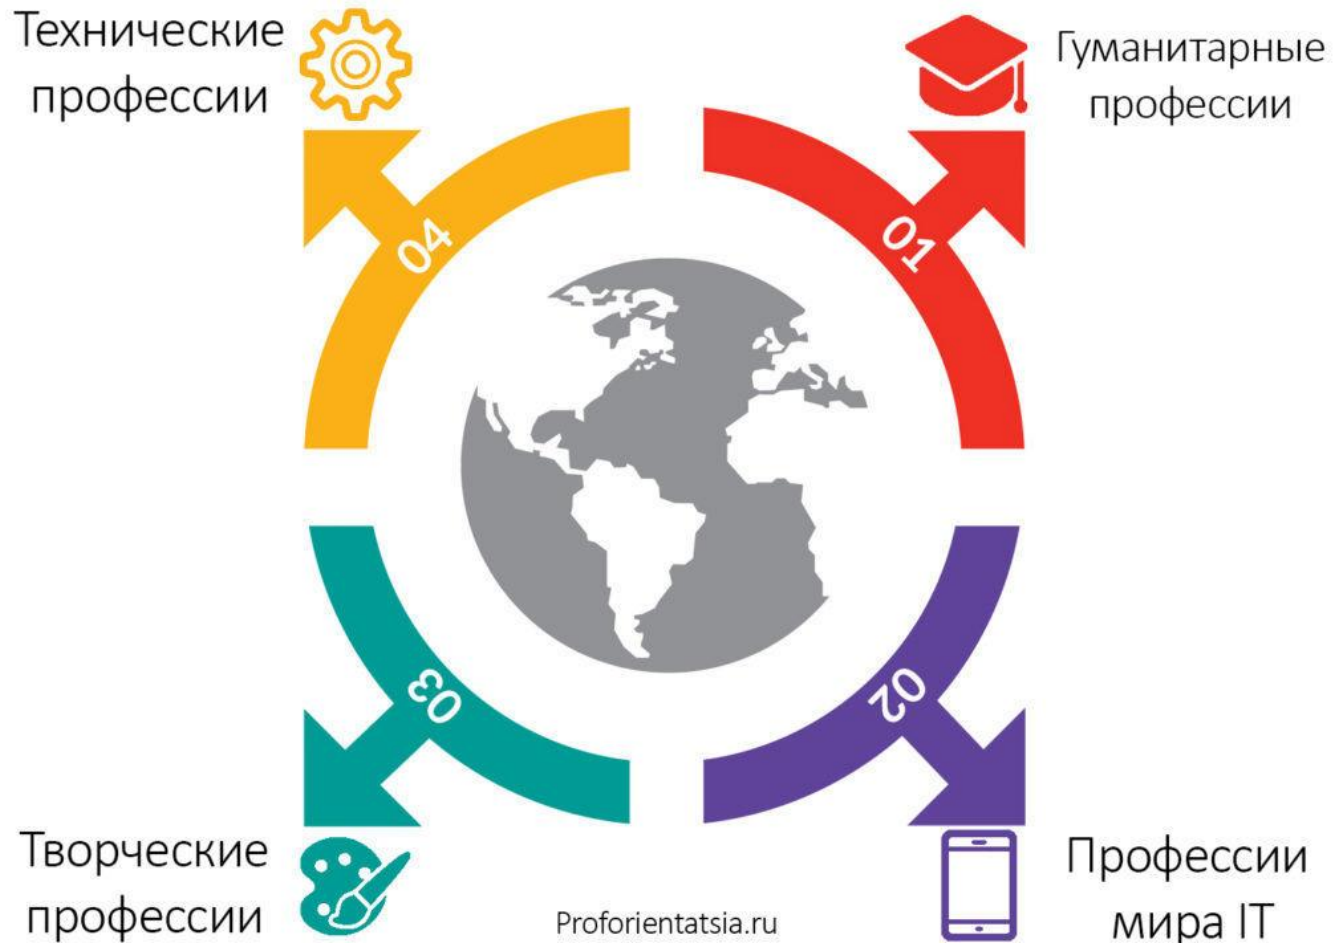 Технические
профессии
Гуманитарные
профессии
04
01
03
02
Творческие
профессии
Proforientatsia.ru
Профессии
мира IT